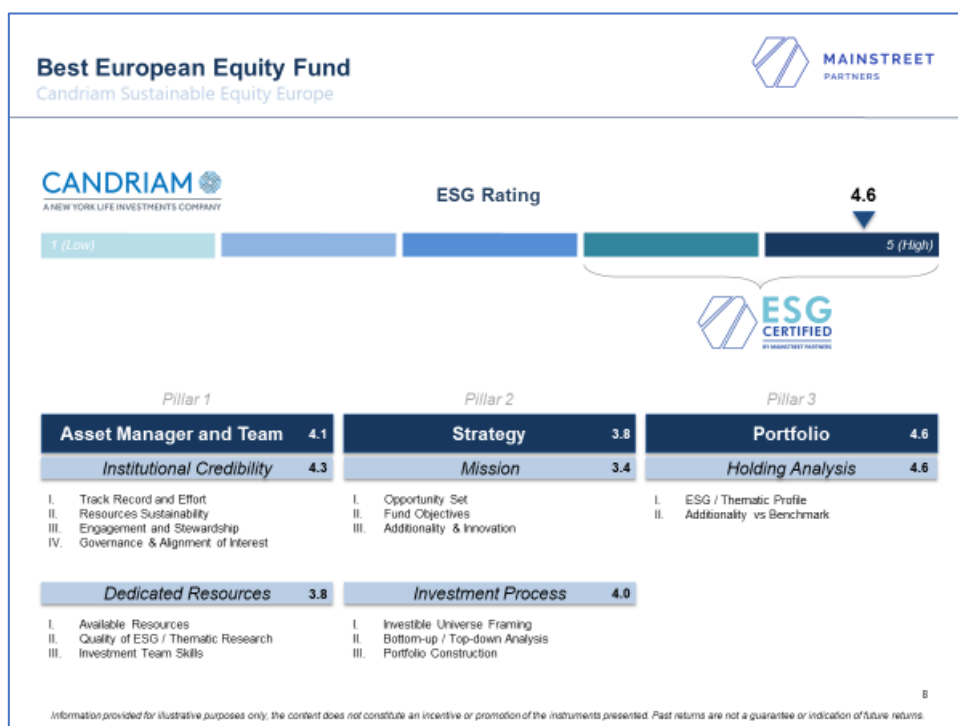 Best European Equity Fund
Candriam Sustainable Equity Europe
MAINSTREET
PARTNERS
CANDRIAM
A NEW YORK LIFE INVESTMENTS COMPANY
ESG Rating
4.6
1 (Low)
5 (High)
ESG
CERTIFIED
BY MAINSTREET PARTNERS
Pillar 1
Pillar 2
Pillar 3
Asset Manager and Team 4.1
Strategy 3.8
Portfolio 4.6
Institutional Credibility 4.3
Mission 3.4
Holding Analysis 4.6
I. Track Record and Effort
II. Resources Sustainability
III. Engagement and Stewardship
IV. Governance & Alignment of Interest
I. Opportunity Set
II. Fund Objectives
III. Additionality & Innovation
I. ESG / Thematic Profile
II. Additionality vs Benchmark
Dedicated Resources 3.8
Investment Process 4.0
I. Available Resources
II. Quality of ESG / Thematic Research
III. Investment Team Skills
I. Investible Universe Framing
II. Bottom-up / Top-down Analysis
III. Portfolio Construction
8
Information provided for illustrative purposes only, the content does not constitute an incentive or promotion of the instruments presented. Past returns are not a guarantee or indication of future returns.